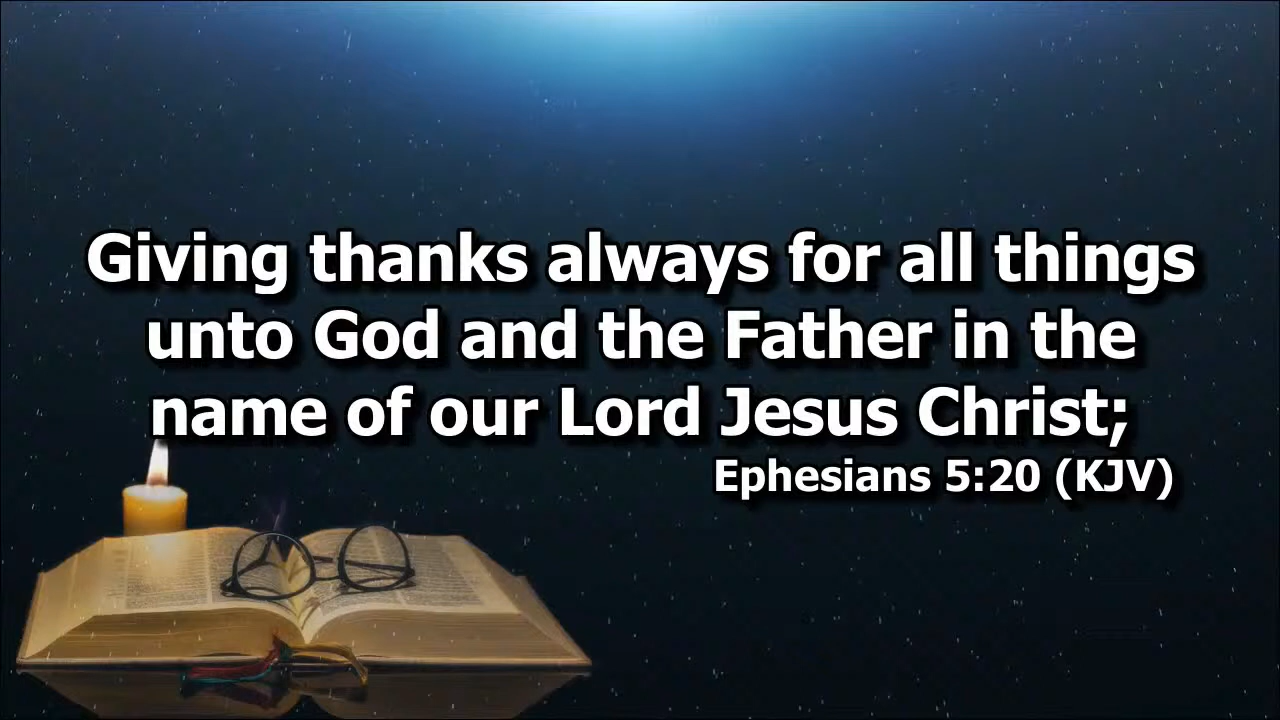 Giving thanks always for all things
unto God and the Father in the
name of our Lord Jesus Christ;
Ephesians 5:20 (KJV)